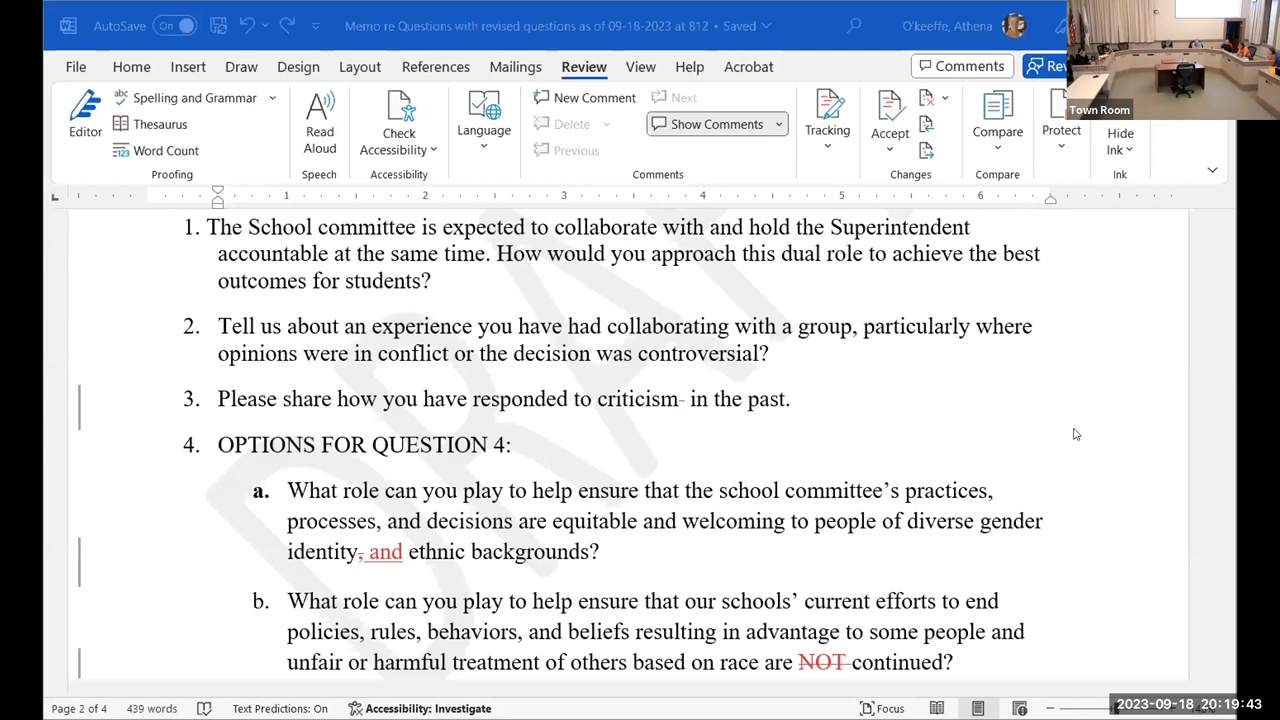 AutoSave On Memo re Questions with revised questions as of 09-18-2023 at 812 • Saved O'keeffe, Athena
File Home Insert Draw Design Layout References Mailings Review View Help Acrobat Comments Rev
Town Room
Editor
Spelling and Grammar
Thesaurus
Word Count
Proofing
Read Aloud
Speech
Check Accessibility
Accessibility
Language
New Comment Next
Delete Show Comments
Previous
Comments
Tracking
Accept
Changes
Compare
Compare
Protect
Hide Ink
Ink
1 2 3 4 5 6
DRAFT
1. The School committee is expected to collaborate with and hold the Superintendent
accountable at the same time. How would you approach this dual role to achieve the best
outcomes for students?
2. Tell us about an experience you have had collaborating with a group, particularly where
opinions were in conflict or the decision was controversial?
3. Please share how you have responded to criticism- in the past.
4. OPTIONS FOR QUESTION 4:
a. What role can you play to help ensure that the school committee's practices,
processes, and decisions are equitable and welcoming to people of diverse gender
identity, and ethnic backgrounds?
b. What role can you play to help ensure that our schools' current efforts to end
policies, rules, behaviors, and beliefs resulting in advantage to some people and
unfair or harmful treatment of others based on race are NOT continued?
Page 2 of 4 439 words Text Predictions: On Accessibility: Investigate Focus
2023-09-18 20:19:43